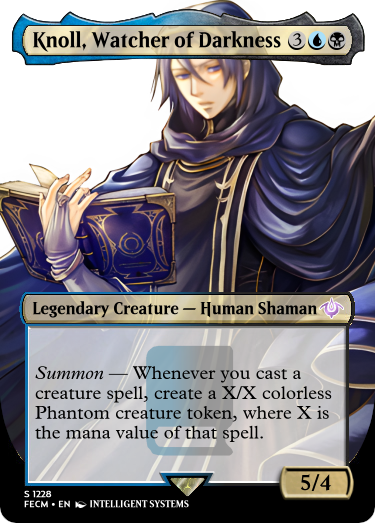 Knoll, Watcher of Darkness 3
Legendary Creature — Human Shaman
Summon — Whenever you cast a
creature spell, create a X/X colorless
Phantom creature token, where X is
the mana value of that spell.
5/4
S 1228
FECM • EN INTELLIGENT SYSTEMS